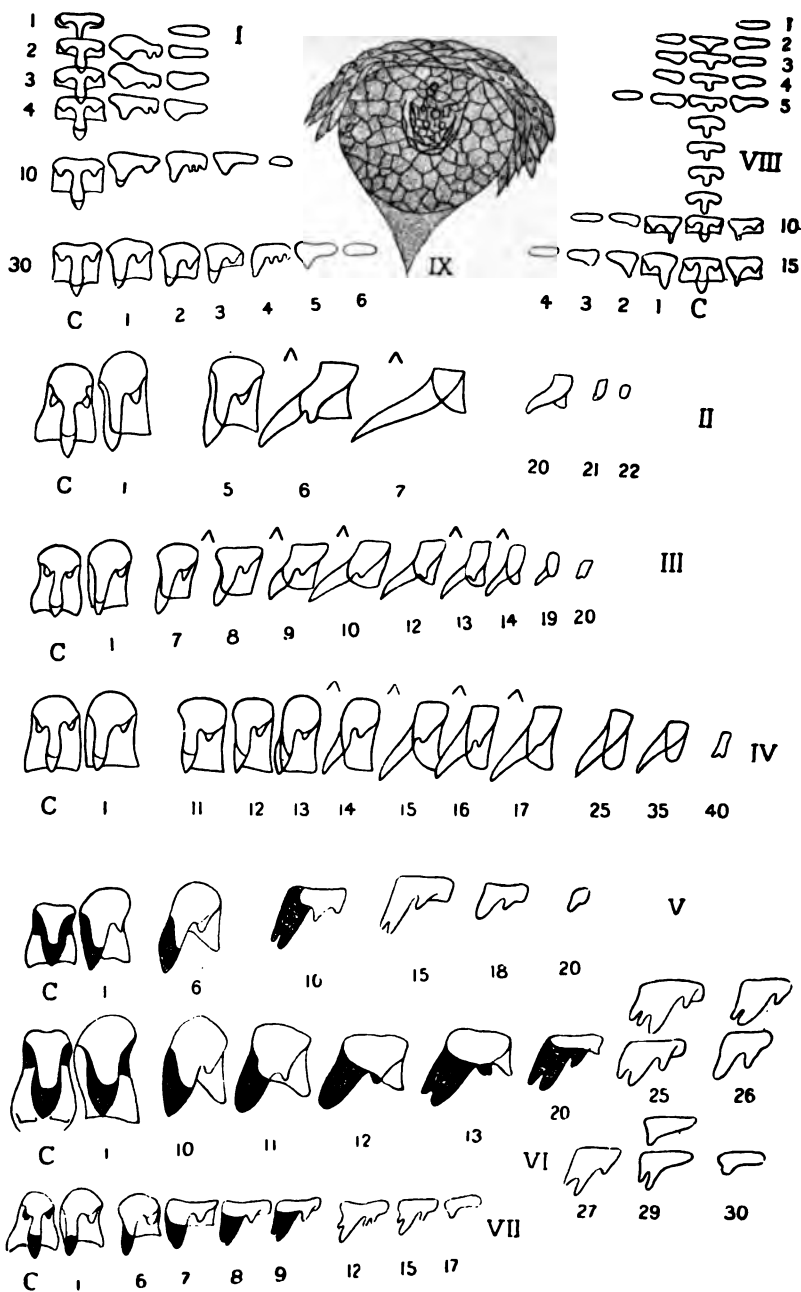 1 I
2
3
4
10
30
C 1 2 3 4 5 6
IX
1
2
3
4
5
VIII
10
15
4 3 2 1 C
II
C 1 5 6 7 20 21 22
III
C 1 7 8 9 10 12 13 14 19 20
IV
C 1 11 12 13 14 15 16 17 25 35 40
V
C 1 6 10 15 18 20
25 26
C 1 10 11 12 13 20
VI
27 29 30
VII
C 1 6 7 8 9 12 15 17